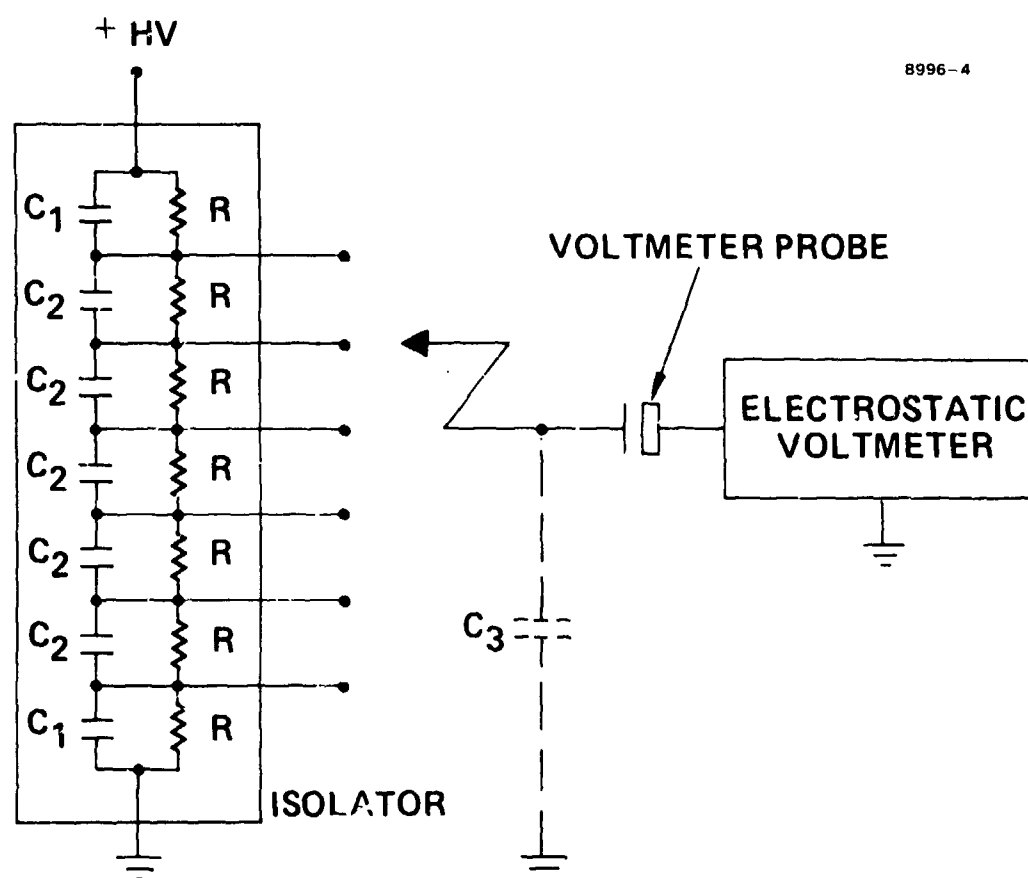 + HV
8996-4
C1
R
C2
R
C2
R
C2
R
C2
R
C2
R
C1
R
ISOLATOR
VOLTMETER PROBE
ELECTROSTATIC
VOLTMETER
C3